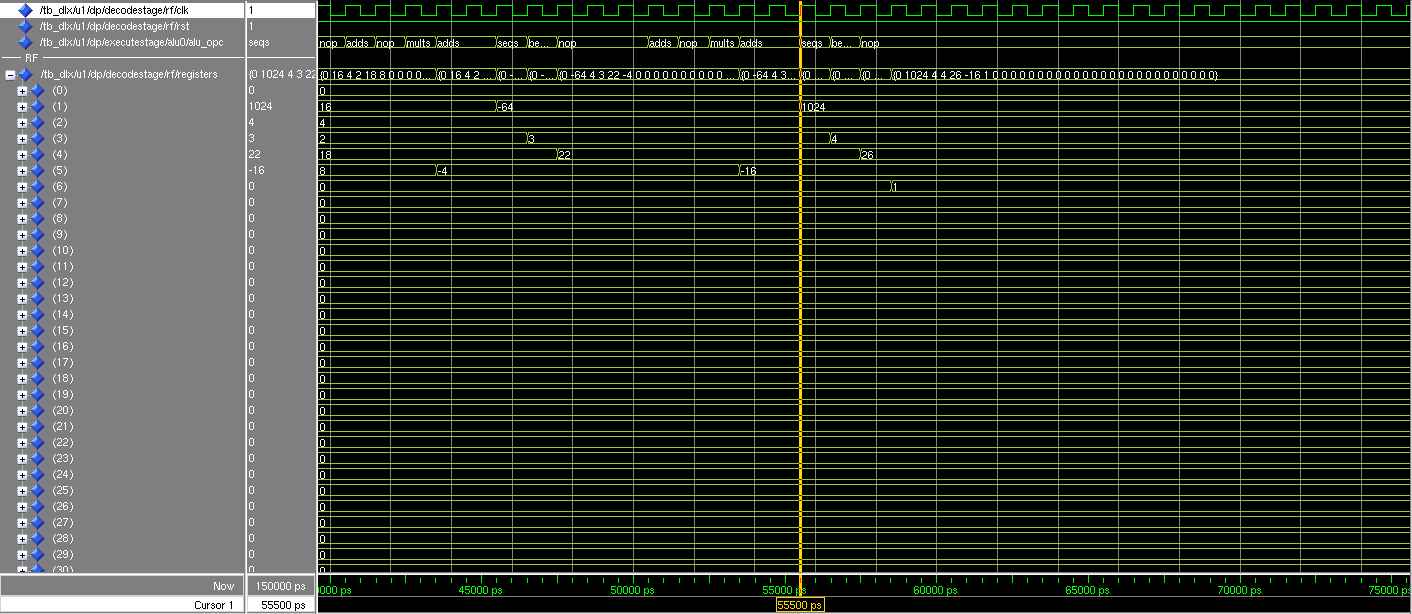 /tb_dlx/u1/dp/decodestage/rf/clk 1
/tb_dlx/u1/dp/decodestage/rf/rst 1
/tb_dlx/u1/dp/executestage/alu0/alu_opc seqs nop adds nop mults adds seqs be... nop adds nop mults adds seqs be... nop
RF
/tb_dlx/u1/dp/decodestage/rf/registers {0 1024 4 3 22 {0 16 4 2 18 8 0 0 0 0... {0 16 4 2 ... {0 -... {0 -... {0 -64 4 3 22 -4 0 0 0 0 0 0 0 0 0 0 0... {0 -64 4 3... {0... {0 ... {0 ... {0 1024 4 4 26 -16 1 0 0 0 0 0 0 0 0 0 0 0 0 0 0 0 0 0 0 0 0 0 0 0 0 0}
(0) 0 0
(1) 1024 16 -64 1024
(2) 4 4
(3) 3 2 3 4
(4) 22 18 22 26
(5) -16 8 -4 -16
(6) 0 0 1
(7) 0 0
(8) 0 0
(9) 0 0
(10) 0 0
(11) 0 0
(12) 0 0
(13) 0 0
(14) 0 0
(15) 0 0
(16) 0 0
(17) 0 0
(18) 0 0
(19) 0 0
(20) 0 0
(21) 0 0
(22) 0 0
(23) 0 0
(24) 0 0
(25) 0 0
(26) 0 0
(27) 0 0
(28) 0 0
(29) 0 0
(30) 0 0
Now 150000 ps 000 ps 45000 ps 50000 ps 55000 ps 60000 ps 65000 ps 70000 ps 75000 ps
Cursor 1 55500 ps 55500 ps